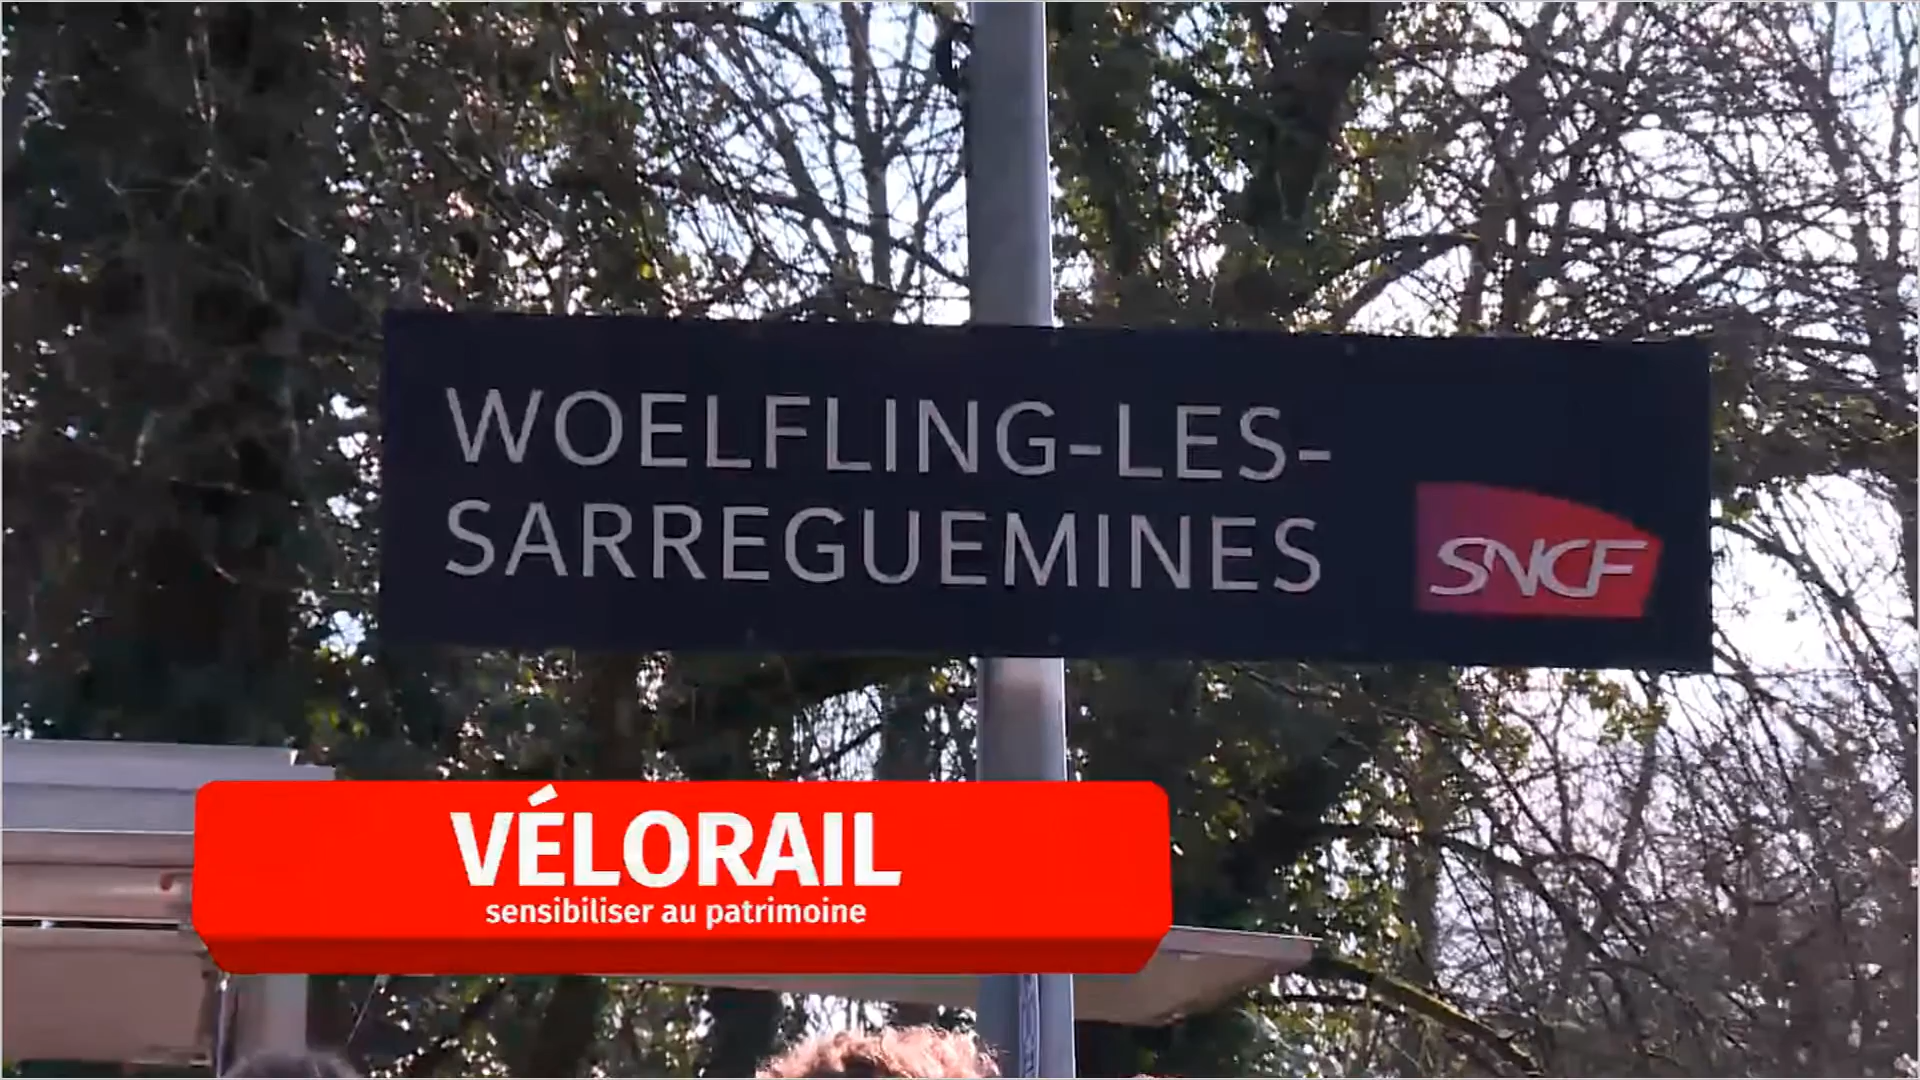 WOELFLING-LES-
SARREGUEMINES
SNCF
VÉLORAIL
sensibiliser au patrimoine